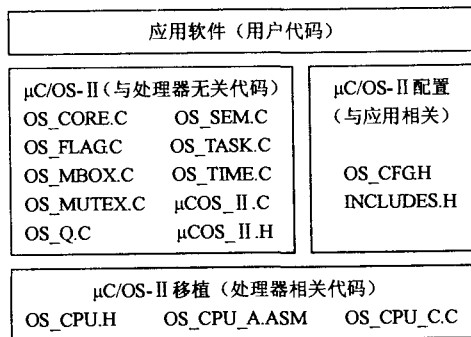 应用软件（用户代码）
μC/OS-Ⅱ（与处理器无关代码）
OS_CORE.C OS_SEM.C
OS_FLAG.C OS_TASK.C
OS_MBOX.C OS_TIME.C
OS_MUTEX.C μCOS_Ⅱ.C
OS_Q.C μCOS_Ⅱ.H
μC/OS-Ⅱ配置
（与应用相关）
OS_CFG.H
INCLUDES.H
μC/OS-Ⅱ移植（处理器相关代码）
OS_CPU.H OS_CPU_A.ASM OS_CPU_C.C